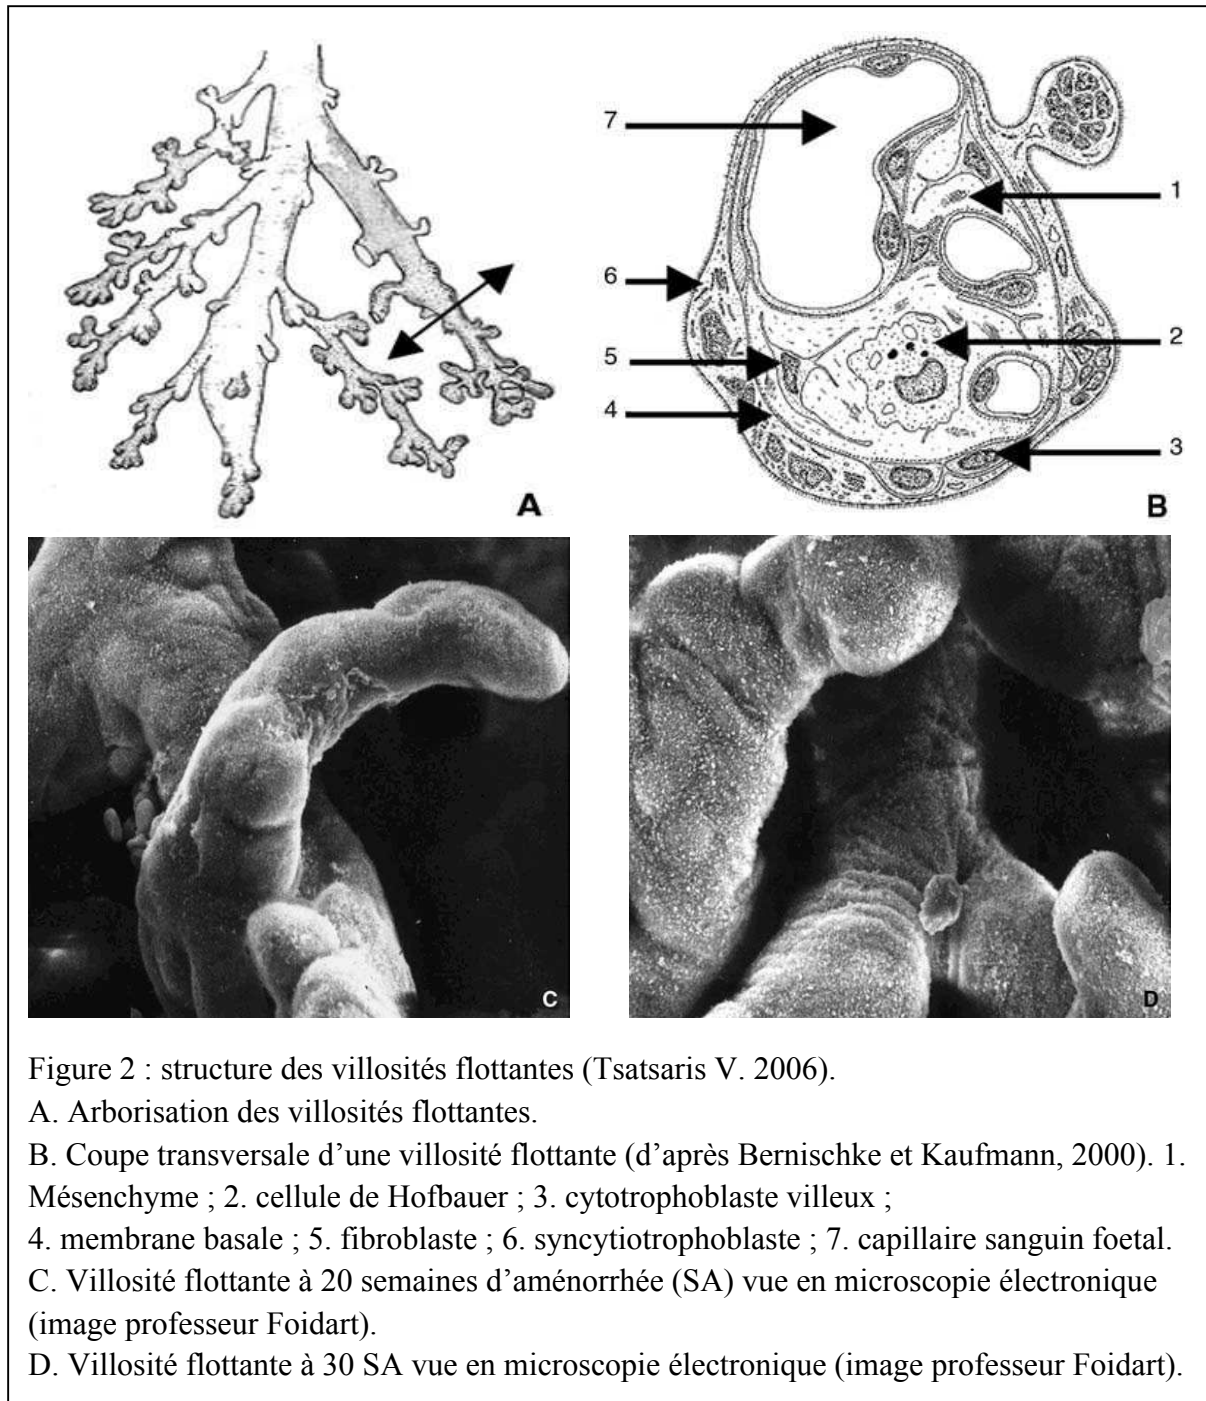 7
1
6
2
5
4
3
A
B
C
D
Figure 2 : structure des villosités flottantes (Tsatsaris V. 2006).
A. Arborisation des villosités flottantes.
B. Coupe transversale d’une villosité flottante (d’après Bernischke et Kaufmann, 2000). 1.
Mésenchyme ; 2. cellule de Hofbauer ; 3. cytotrophoblaste villeux ;
4. membrane basale ; 5. fibroblaste ; 6. syncytiotrophoblaste ; 7. capillaire sanguin foetal.
C. Villosité flottante à 20 semaines d’aménorrhée (SA) vue en microscopie électronique
(image professeur Foidart).
D. Villosité flottante à 30 SA vue en microscopie électronique (image professeur Foidart).